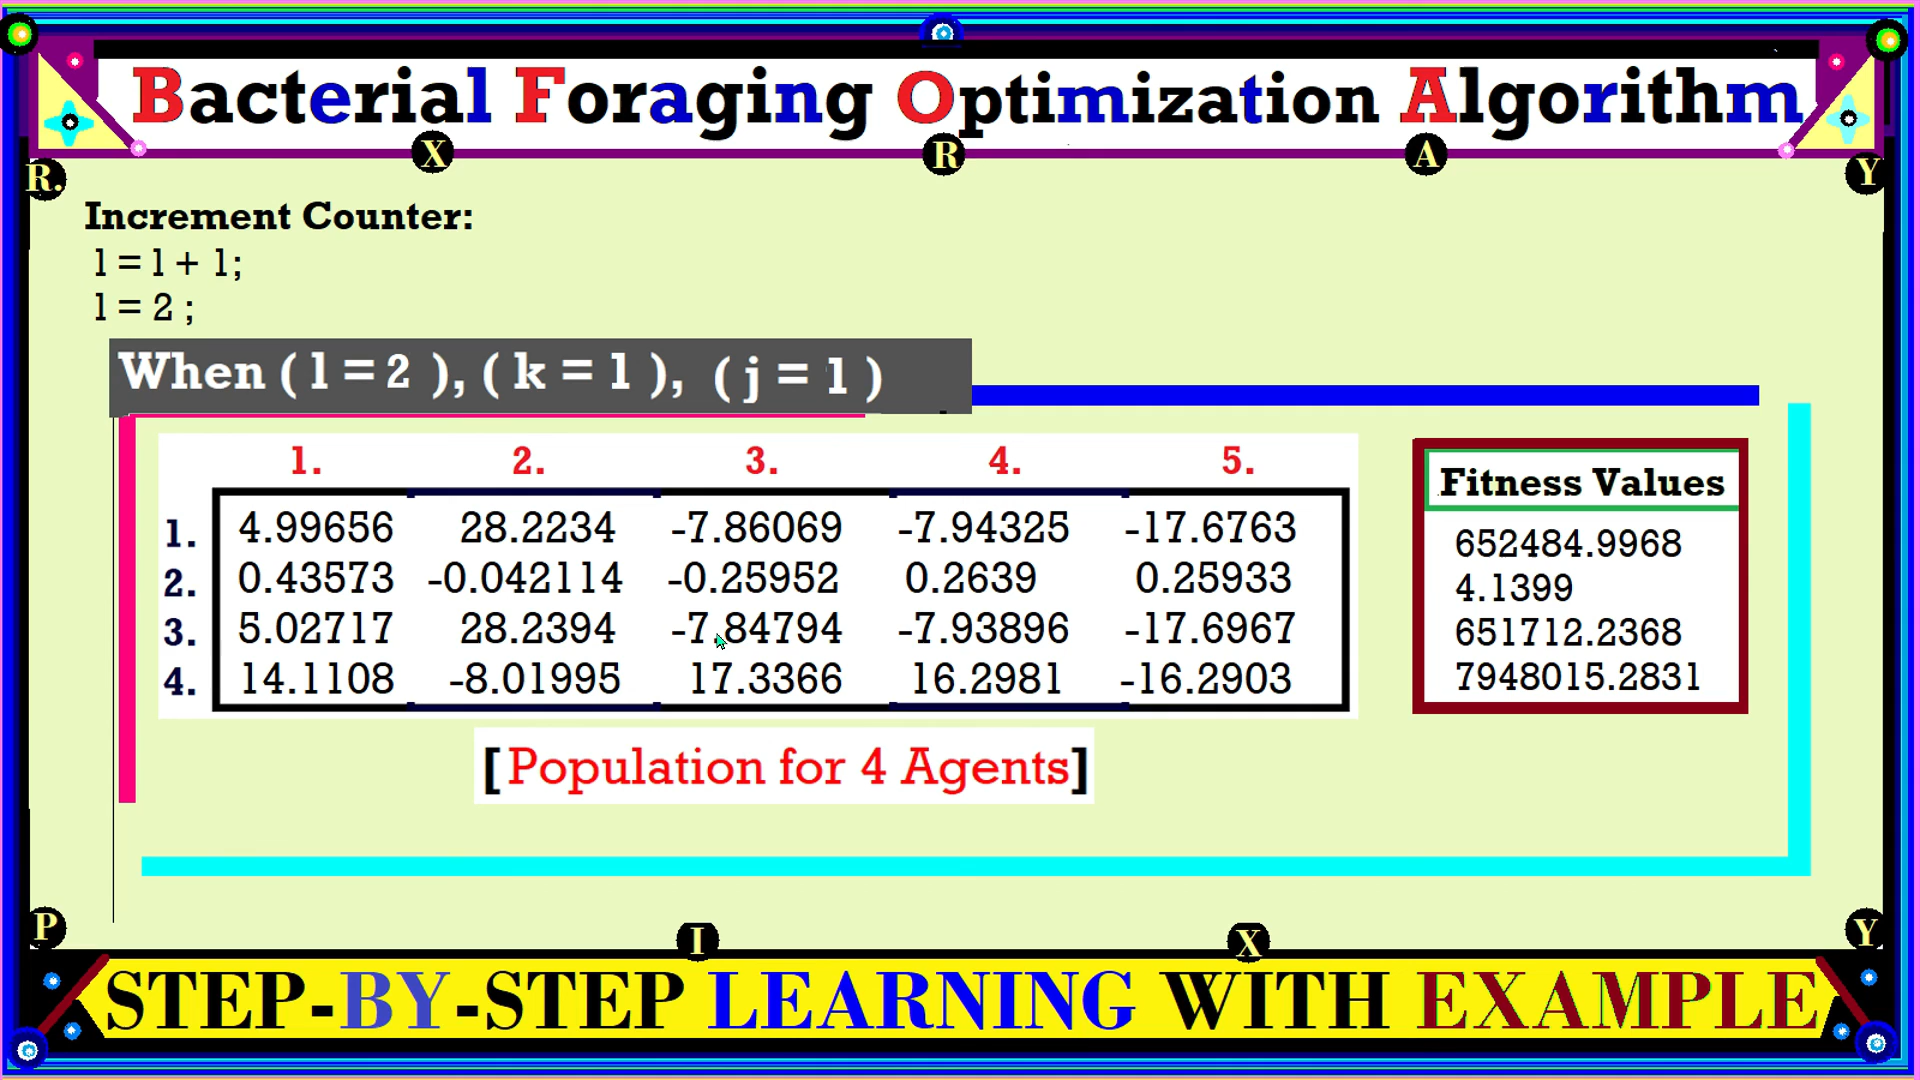 Bacterial Foraging Optimization Algorithm
X R A
R. Y
Increment Counter:
l = l + 1;
l = 2 ;
When ( l = 2 ), ( k = 1 ), ( j = 1 )
1. 2. 3. 4. 5.
1. 4.99656 28.2234 -7.86069 -7.94325 -17.6763
2. 0.43573 -0.042114 -0.25952 0.2639 0.25933
3. 5.02717 28.2394 -7.84794 -7.93896 -17.6967
4. 14.1108 -8.01995 17.3366 16.2981 -16.2903
Fitness Values
652484.9968
4.1399
651712.2368
7948015.2831
[Population for 4 Agents]
P I X Y
STEP-BY-STEP LEARNING WITH EXAMPLE